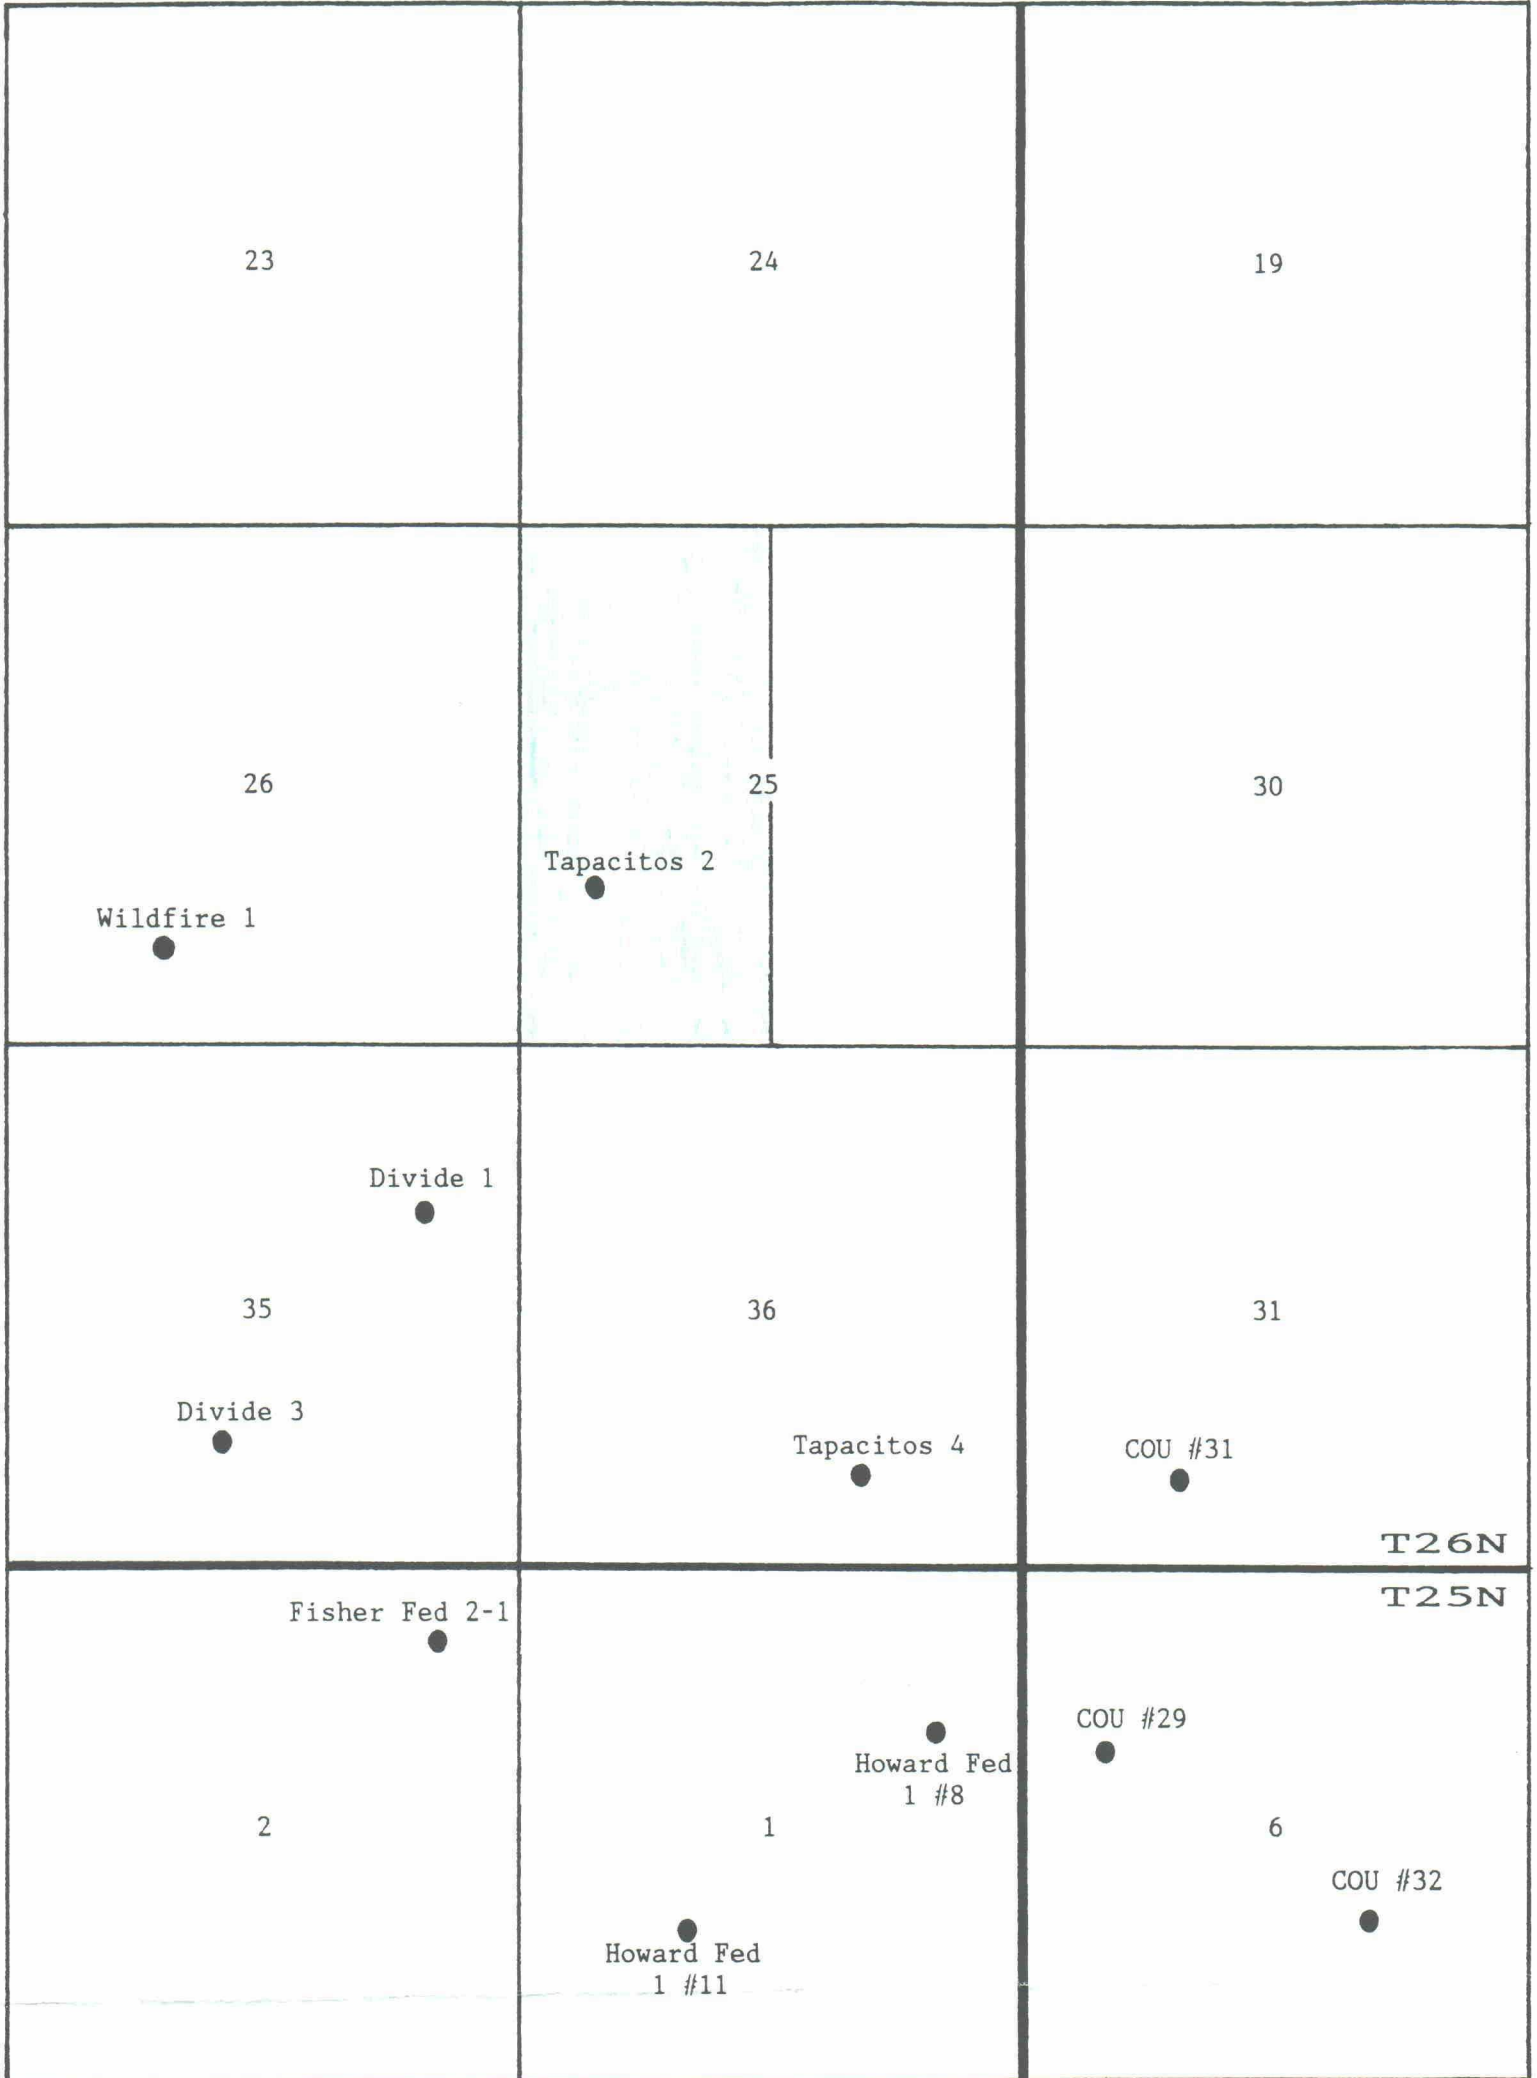 23
24
19
26
25
30
Tapacitos 2
Wildfire 1
Divide 1
35
36
31
Divide 3
Tapacitos 4
COU #31
T26N
T25N
Fisher Fed 2-1
COU #29
Howard Fed
1 #8
2
1
6
COU #32
Howard Fed
1 #11